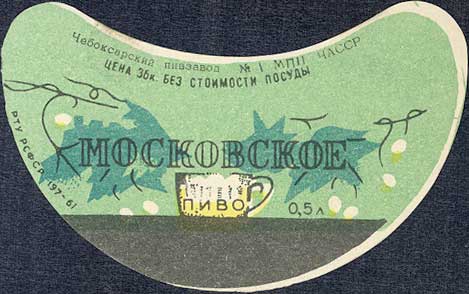 Чебоксарский пивзавод № 1 МПП ЧАССР
ЦЕНА 36к. БЕЗ СТОИМОСТИ ПОСУДЫ
МОСКОВСКОЕ
ПИВО
0,5 л
РТУ РСФСР 197-61